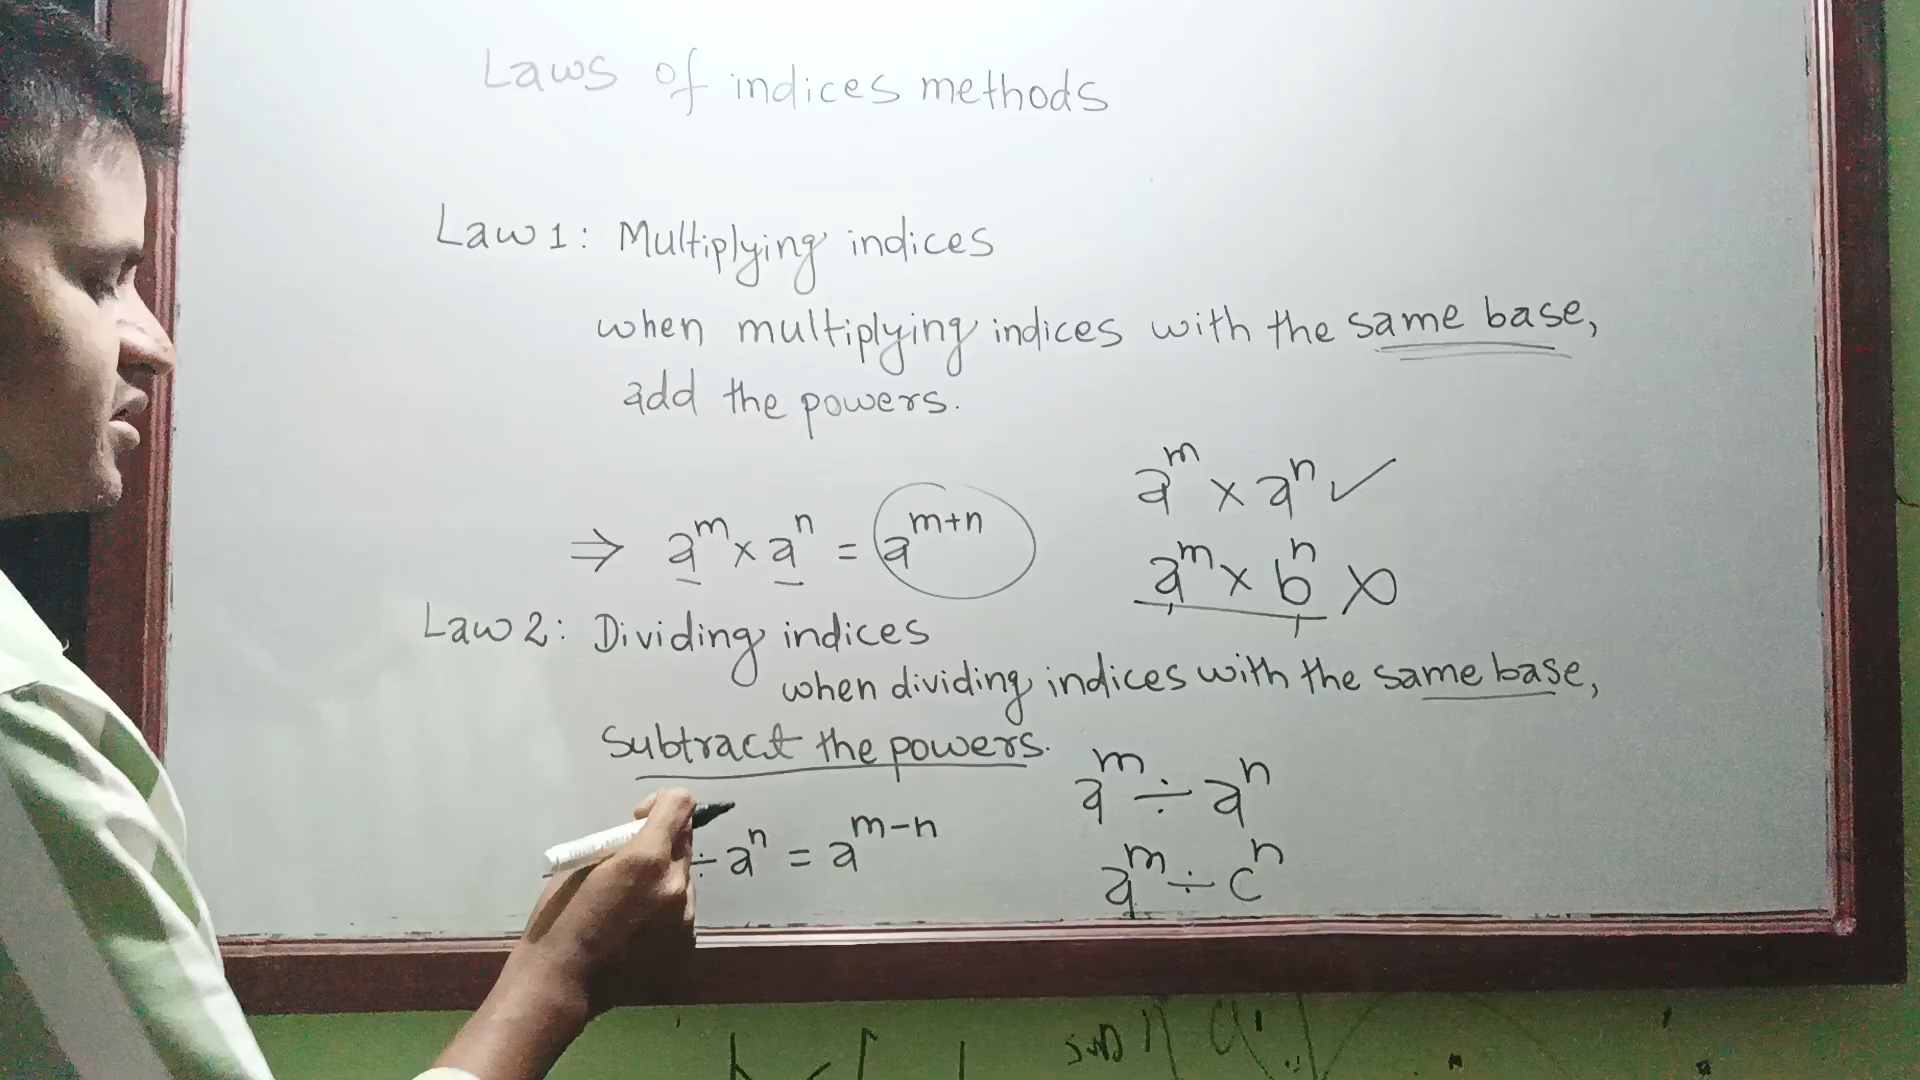 Laws of indices methods
Law 1: Multiplying indices
when multiplying indices with the same base,
add the powers.
a^m × a^n ✓
⇒ a^m × a^n = a^(m+n)
a^m × b^n ×
Law 2: Dividing indices
when dividing indices with the same base,
Subtract the powers.
a^m ÷ a^n
÷ a^n = a^(m-n)
a^m ÷ c^n